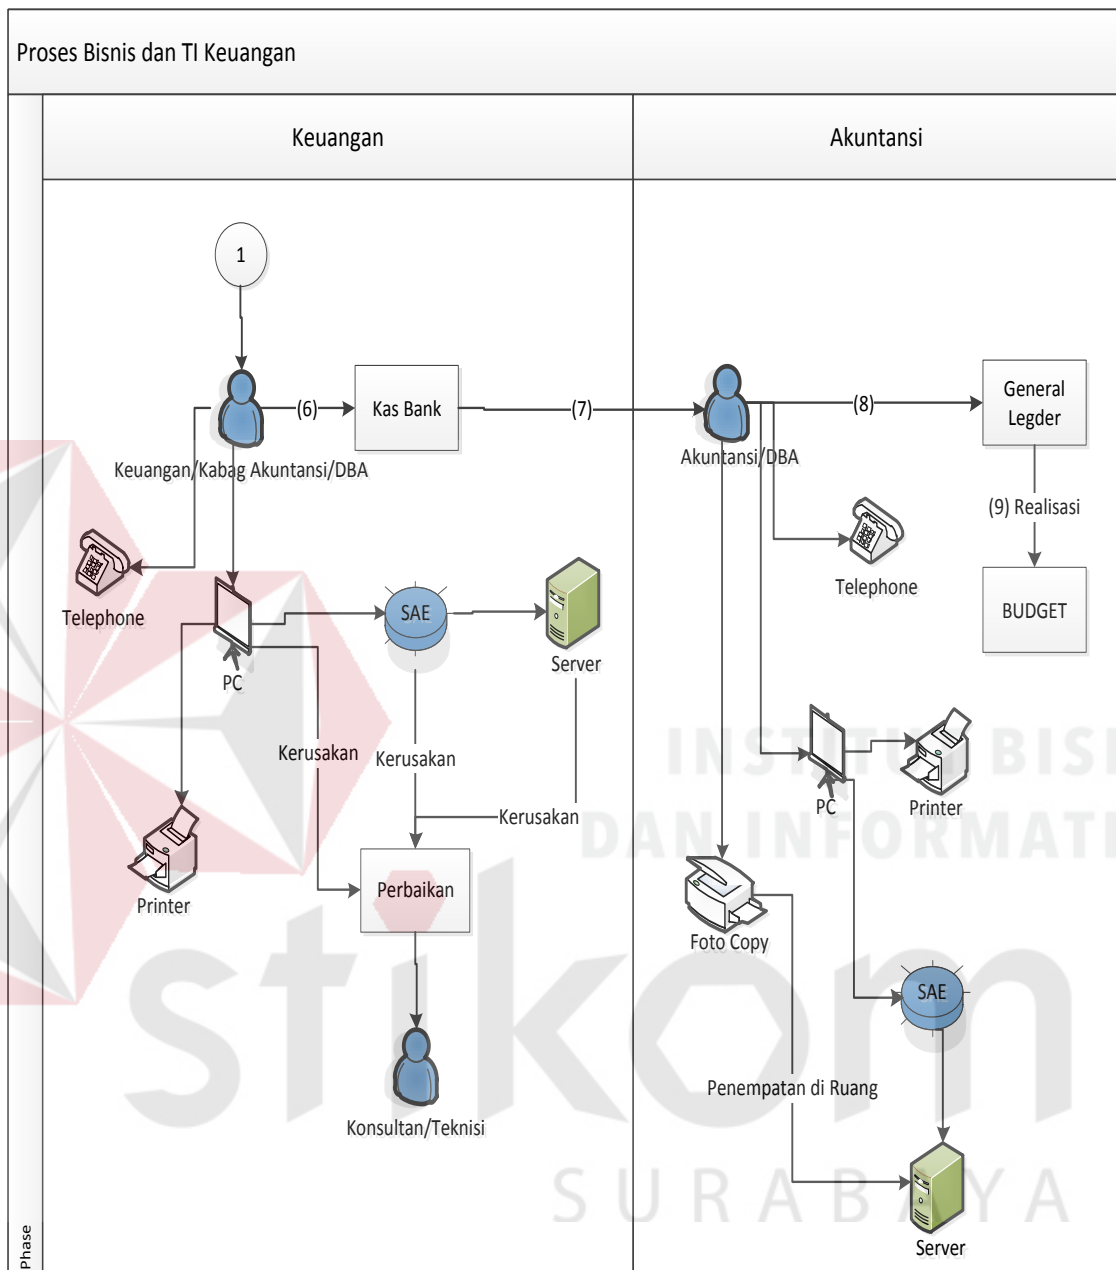 Proses Bisnis dan TI Keuangan
Keuangan
Akuntansi
1
(6)
Kas Bank
(7)
(8)
General
Legder
Keuangan/Kabag Akuntansi/DBA
Akuntansi/DBA
(9) Realisasi
Telephone
Telephone
SAE
BUDGET
Server
PC
Kerusakan
Kerusakan
Kerusakan
PC
Printer
INSTITUT BISI
DAN INFORMATI
Perbaikan
Printer
Foto Copy
stikom
SAE
Penempatan di Ruang
Konsultan/Teknisi
SURABAYA
Server
Phase